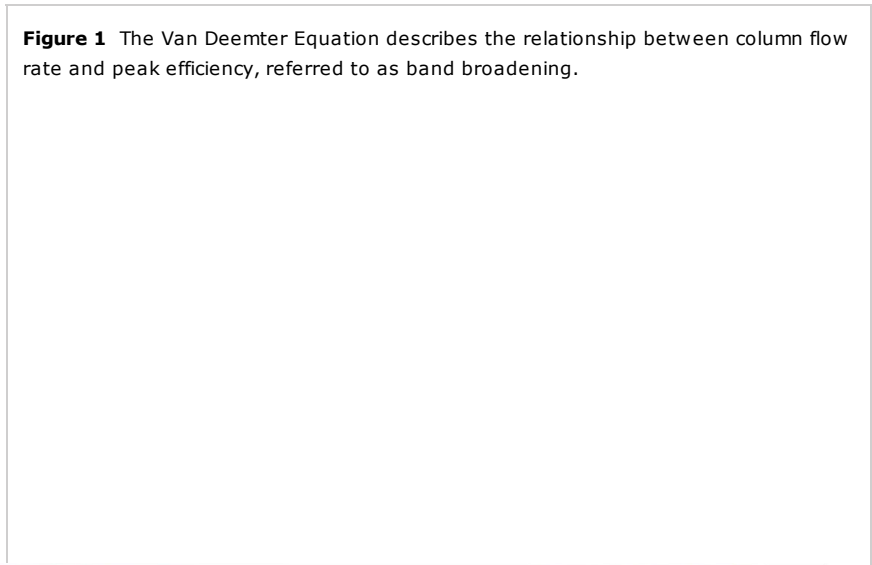 Figure 1 The Van Deemter Equation describes the relationship between column flow
rate and peak efficiency, referred to as band broadening.